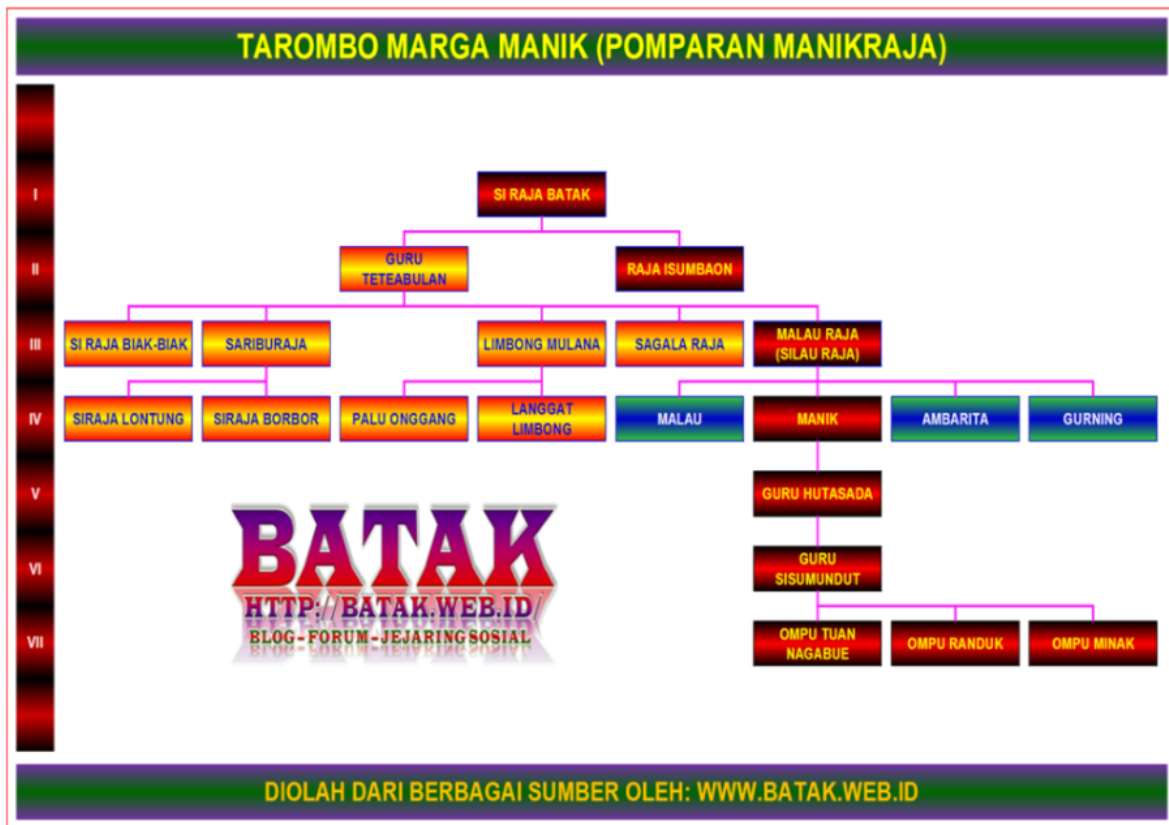 TAROMBO MARGA MANIK (POMPARAN MANIKRAJA)
I
SI RAJA BATAK
II
GURU
TETEABULAN
RAJA ISUMBAON
III
SI RAJA BIAK-BIAK
SARIBURAJA
LIMBONG MULANA
SAGALA RAJA
MALAU RAJA
(SILAU RAJA)
IV
SIRAJA LONTUNG
SIRAJA BORBOR
PALU ONGGANG
LANGGAT
LIMBONG
MALAU
MANIK
AMBARITA
GURNING
V
GURU HUTASADA
VI
GURU
SISUMUNDUT
VII
OMPU TUAN
NAGABUE
OMPU RANDUK
OMPU MINAK
BATAK
HTTP://BATAK.WEB.ID/
BLOG-FORUM-JEJARING SOSIAL
DIOLAH DARI BERBAGAI SUMBER OLEH: WWW.BATAK.WEB.ID